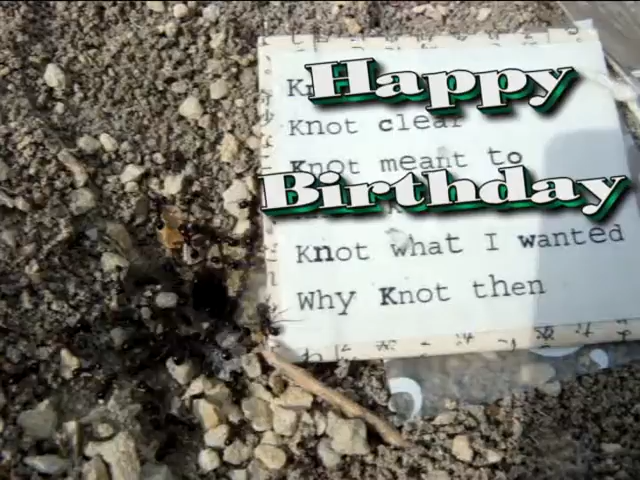 Happy
Knot clear
Knot meant to
Birthday
Knot what I wanted
Why Knot then